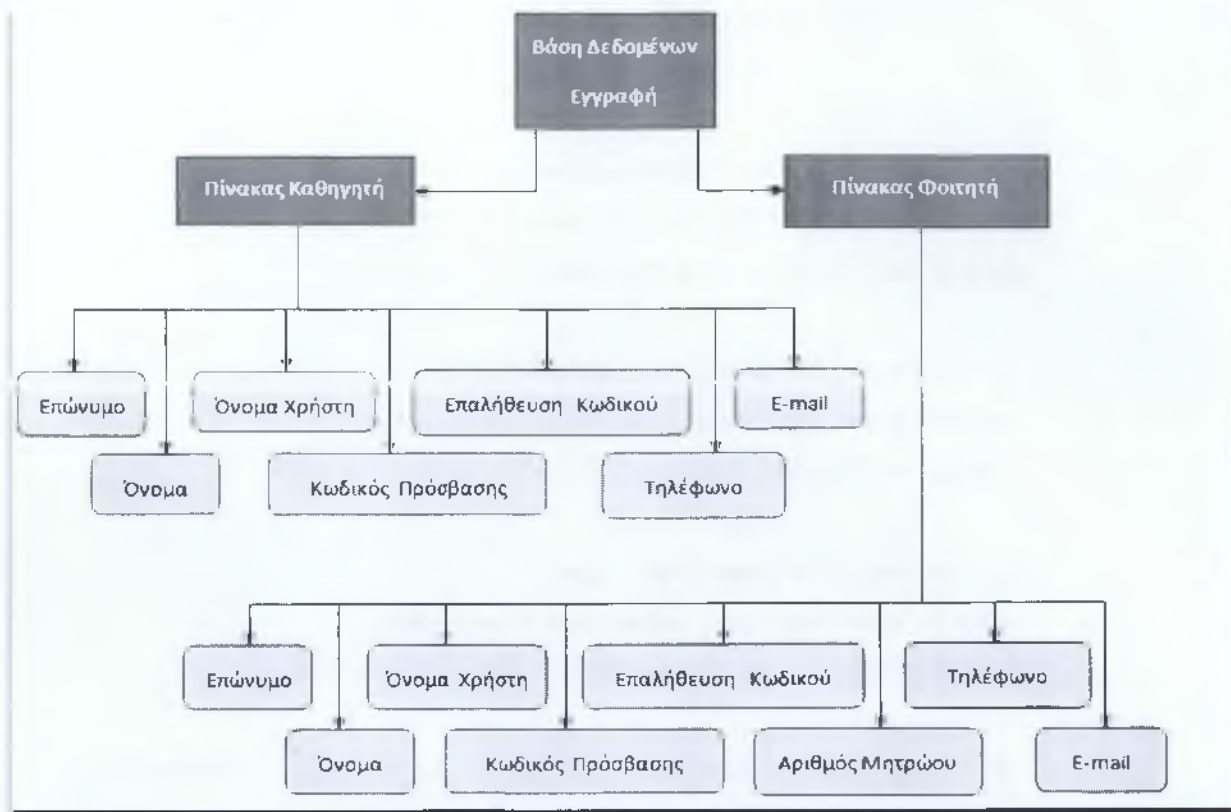 Βάση Δεδομένων
Εγγραφή
Πίνακας Καθηγητή
Πίνακας Φοιτητή
Επώνυμο
Όνομα Χρήστη
Επαλήθευση Κωδικού
E-mail
Όνομα
Κωδικός Πρόσβασης
Τηλέφωνο
Επώνυμο
Όνομα Χρήστη
Επαλήθευση Κωδικού
Τηλέφωνο
Όνομα
Κωδικός Πρόσβασης
Αριθμός Μητρώου
E-mail